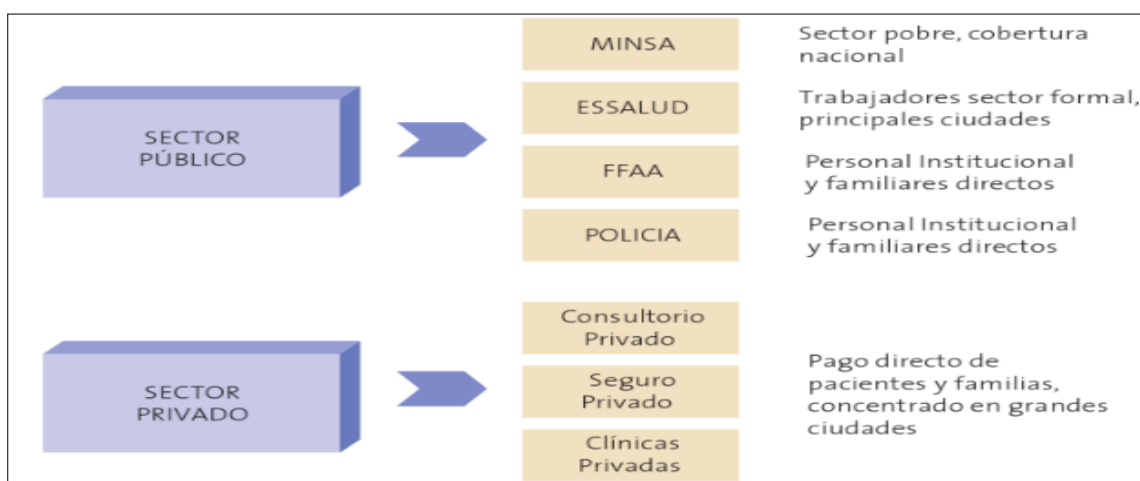 SECTOR
PÚBLICO
MINSA
Sector pobre, cobertura
nacional
ESSALUD
Trabajadores sector formal,
principales ciudades
FFAA
Personal Institucional
y familiares directos
POLICIA
Personal Institucional
y familiares directos
SECTOR
PRIVADO
Consultorio
Privado
Seguro
Privado
Clínicas
Privadas
Pago directo de
pacientes y familias,
concentrado en grandes
ciudades